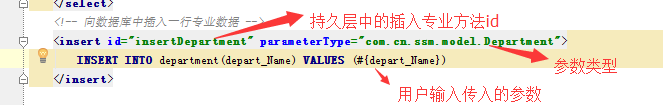 </select>
<!-- 向数据库中插入一行专业数据 -->
持久层中的插入专业方法id
<insert id="insertDepartment" parameterType="com.cn.ssm.model.Department">
INSERT INTO department(depart_Name) VALUES (#{depart_Name})
参数类型
</insert>
用户输入传入的参数